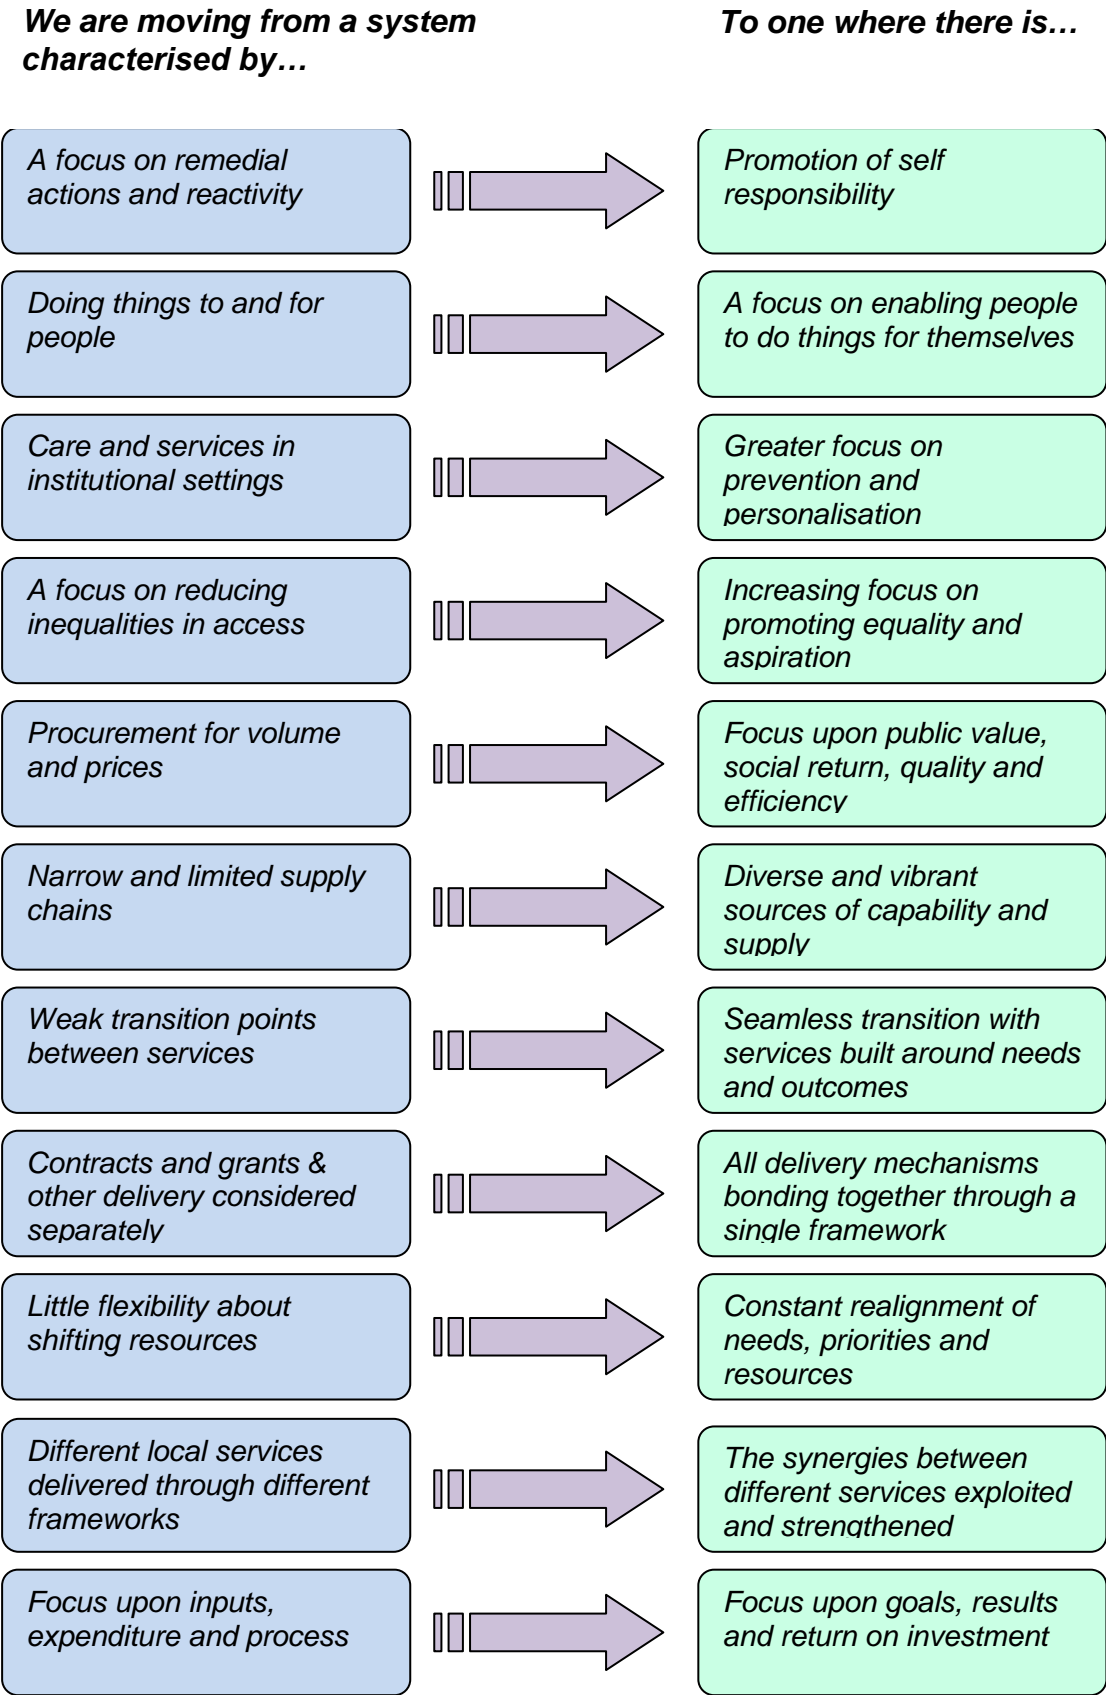 We are moving from a system
characterised by…
To one where there is…
A focus on remedial
actions and reactivity
Promotion of self
responsibility
Doing things to and for
people
A focus on enabling people
to do things for themselves
Care and services in
institutional settings
Greater focus on
prevention and
personalisation
A focus on reducing
inequalities in access
Increasing focus on
promoting equality and
aspiration
Procurement for volume
and prices
Focus upon public value,
social return, quality and
efficiency
Narrow and limited supply
chains
Diverse and vibrant
sources of capability and
supply
Weak transition points
between services
Seamless transition with
services built around needs
and outcomes
Contracts and grants &
other delivery considered
separately
All delivery mechanisms
bonding together through a
single framework
Little flexibility about
shifting resources
Constant realignment of
needs, priorities and
resources
Different local services
delivered through different
frameworks
The synergies between
different services exploited
and strengthened
Focus upon inputs,
expenditure and process
Focus upon goals, results
and return on investment